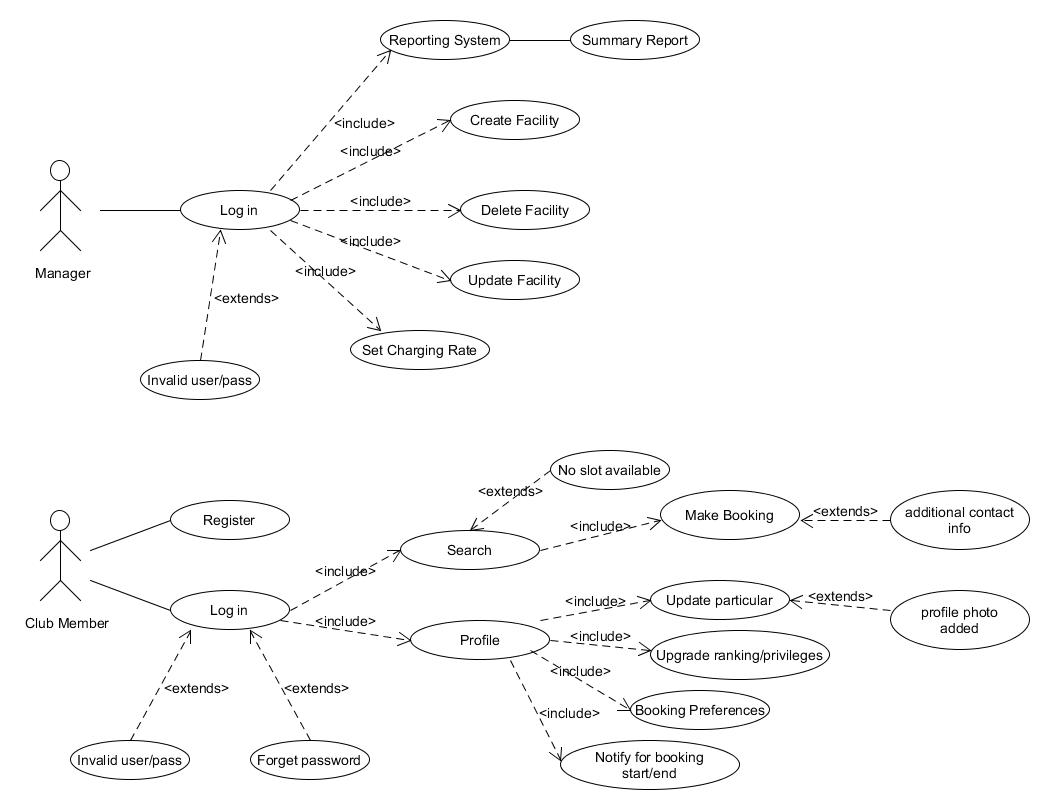 Reporting System
Summary Report
<include>
Create Facility
<include>
<include>
Log in
Delete Facility
<include>
Manager
<include>
Update Facility
<extends>
Set Charging Rate
Invalid user/pass
No slot available
<extends>
Register
<include>
Make Booking
<extends>
additional contact
info
Search
<include>
Log in
Club Member
<include>
<include>
Update particular
<extends>
profile photo
added
Profile
<include>
Upgrade ranking/privileges
<include>
<extends>
<extends>
Booking Preferences
<include>
Invalid user/pass
Forget password
Notify for booking
start/end